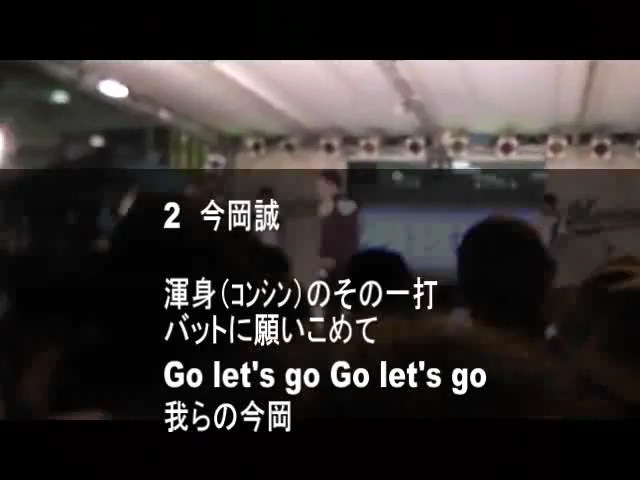 2 今岡誠
渾身(ｺﾝｼﾝ)のその一打
バットに願いこめて
Go let's go Go let's go
我らの今岡